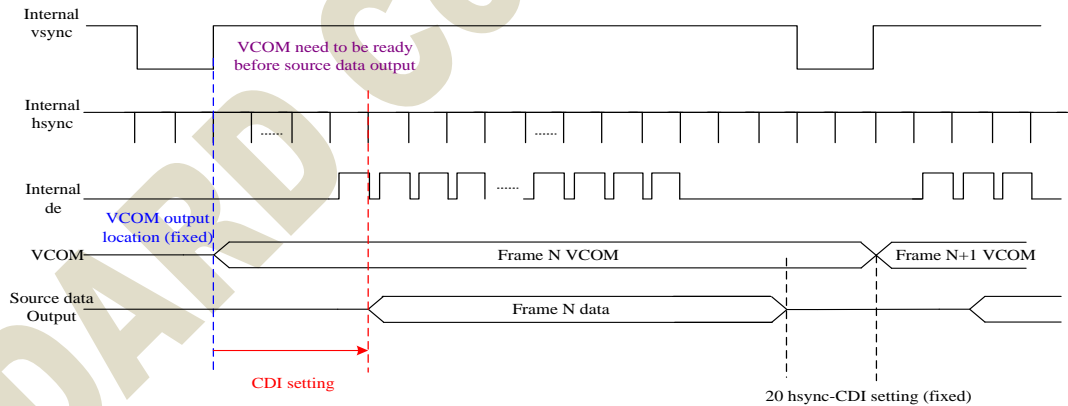 Internal
vsync
VCOM need to be ready
before source data output
Internal
hsync
......
......
Internal
de
......
VCOM output
location (fixed)
VCOM
Frame N VCOM
Frame N+1 VCOM
Source data
Output
Frame N data
CDI setting
20 hsync-CDI setting (fixed)